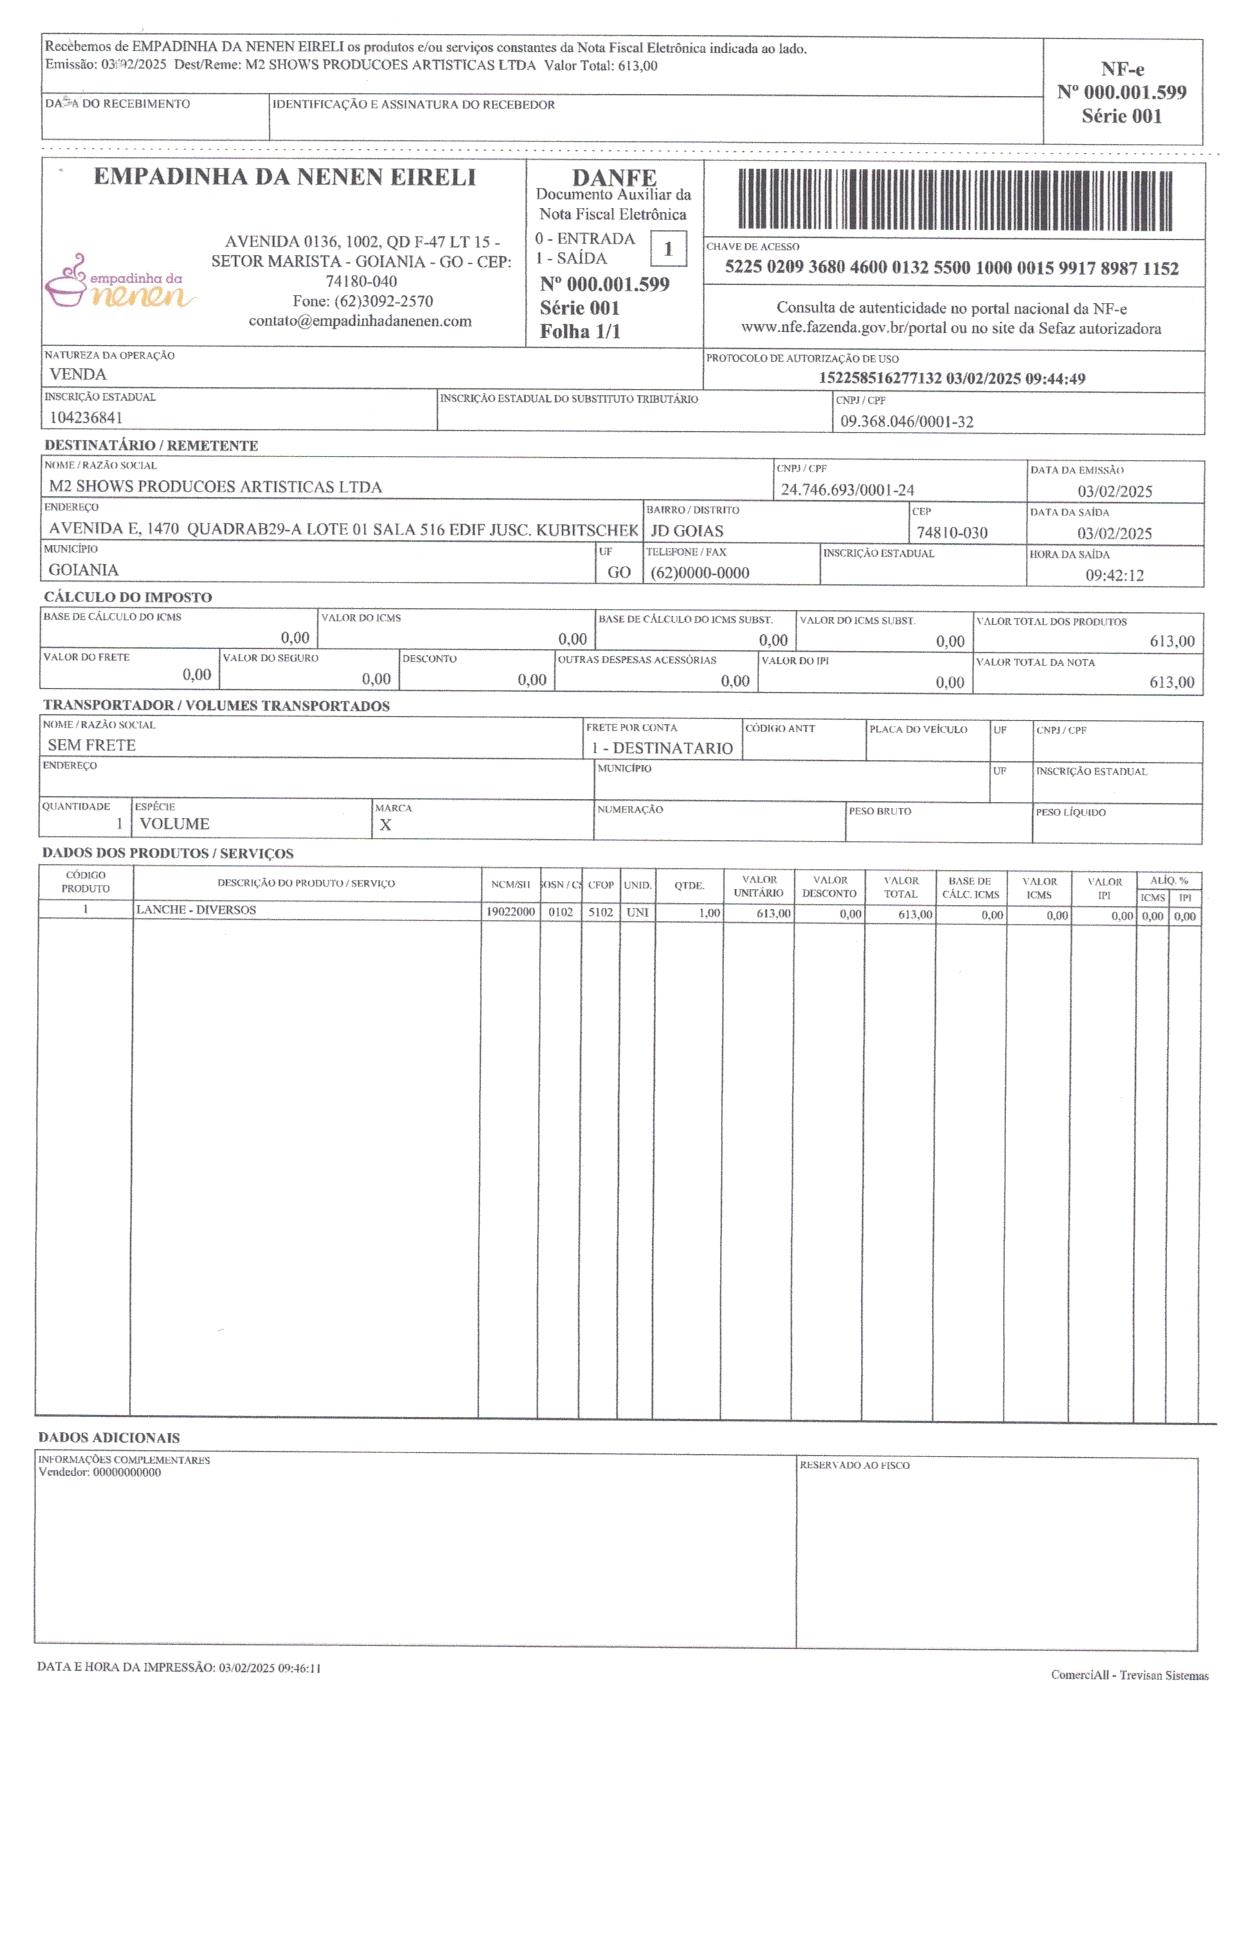 Recebemos de EMPADINHA DA NENEN EIRELI os produtos e/ou serviços constantes da Nota Fiscal Eletrônica indicada ao lado.
Emissão: 03/02/2025 Dest/Reme: M2 SHOWS PRODUCOES ARTISTICAS LTDA Valor Total: 613,00
DATA DO RECEBIMENTO
IDENTIFICAÇÃO E ASSINATURA DO RECEBEDOR
NF-e
Nº 000.001.599
Série 001
EMPADINHA DA NENEN EIRELI
empadinha da
nenen
AVENIDA 0136, 1002, QD F-47 LT 15 -
SETOR MARISTA - GOIANIA - GO - CEP:
74180-040
Fone: (62)3092-2570
contato@empadinhadanenen.com
DANFE
Documento Auxiliar da
Nota Fiscal Eletrônica
0 - ENTRADA
1 - SAÍDA
1
Nº 000.001.599
Série 001
Folha 1/1
CHAVE DE ACESSO
5225 0209 3680 4600 0132 5500 1000 0015 9917 8987 1152
Consulta de autenticidade no portal nacional da NF-e
www.nfe.fazenda.gov.br/portal ou no site da Sefaz autorizadora
NATUREZA DA OPERAÇÃO
VENDA
PROTOCOLO DE AUTORIZAÇÃO DE USO
152258516277132 03/02/2025 09:44:49
INSCRIÇÃO ESTADUAL
104236841
INSCRIÇÃO ESTADUAL DO SUBSTITUTO TRIBUTÁRIO
CNPJ / CPF
09.368.046/0001-32
DESTINATÁRIO / REMETENTE
NOME / RAZÃO SOCIAL
M2 SHOWS PRODUCOES ARTISTICAS LTDA
CNPJ / CPF
24.746.693/0001-24
DATA DA EMISSÃO
03/02/2025
ENDEREÇO
AVENIDA E, 1470 QUADRAB29-A LOTE 01 SALA 516 EDIF JUSC. KUBITSCHEK
BAIRRO / DISTRITO
JD GOIAS
CEP
74810-030
DATA DA SAÍDA
03/02/2025
MUNICÍPIO
GOIANIA
UF
GO
TELEFONE / FAX
(62)0000-0000
INSCRIÇÃO ESTADUAL
HORA DA SAÍDA
09:42:12
CÁLCULO DO IMPOSTO
BASE DE CÁLCULO DO ICMS
0,00
VALOR DO ICMS
0,00
BASE DE CÁLCULO DO ICMS SUBST.
0,00
VALOR DO ICMS SUBST.
0,00
VALOR TOTAL DOS PRODUTOS
613,00
VALOR DO FRETE
0,00
VALOR DO SEGURO
0,00
DESCONTO
0,00
OUTRAS DESPESAS ACESSÓRIAS
0,00
VALOR DO IPI
0,00
VALOR TOTAL DA NOTA
613,00
TRANSPORTADOR / VOLUMES TRANSPORTADOS
NOME / RAZÃO SOCIAL
SEM FRETE
FRETE POR CONTA
1 - DESTINATARIO
CÓDIGO ANTT
PLACA DO VEÍCULO
UF
CNPJ / CPF
ENDEREÇO
MUNICÍPIO
UF
INSCRIÇÃO ESTADUAL
QUANTIDADE
1
ESPÉCIE
VOLUME
MARCA
X
NUMERAÇÃO
PESO BRUTO
PESO LÍQUIDO
DADOS DOS PRODUTOS / SERVIÇOS
CÓDIGO PRODUTO DESCRIÇÃO DO PRODUTO / SERVIÇO NCM/SH OSN / CS CFOP UNID. QTDE. VALOR UNITÁRIO VALOR DESCONTO VALOR TOTAL BASE DE CÁLC. ICMS VALOR ICMS VALOR IPI ALÍQ. % ICMS IPI
1 LANCHE - DIVERSOS 19022000 0102 5102 UNI 1,00 613,00 0,00 613,00 0,00 0,00 0,00 0,00 0,00
DADOS ADICIONAIS
INFORMAÇÕES COMPLEMENTARES
Vendedor: 00000000000
RESERVADO AO FISCO
DATA E HORA DA IMPRESSÃO: 03/02/2025 09:46:11
ComerciAll - Trevisan Sistemas